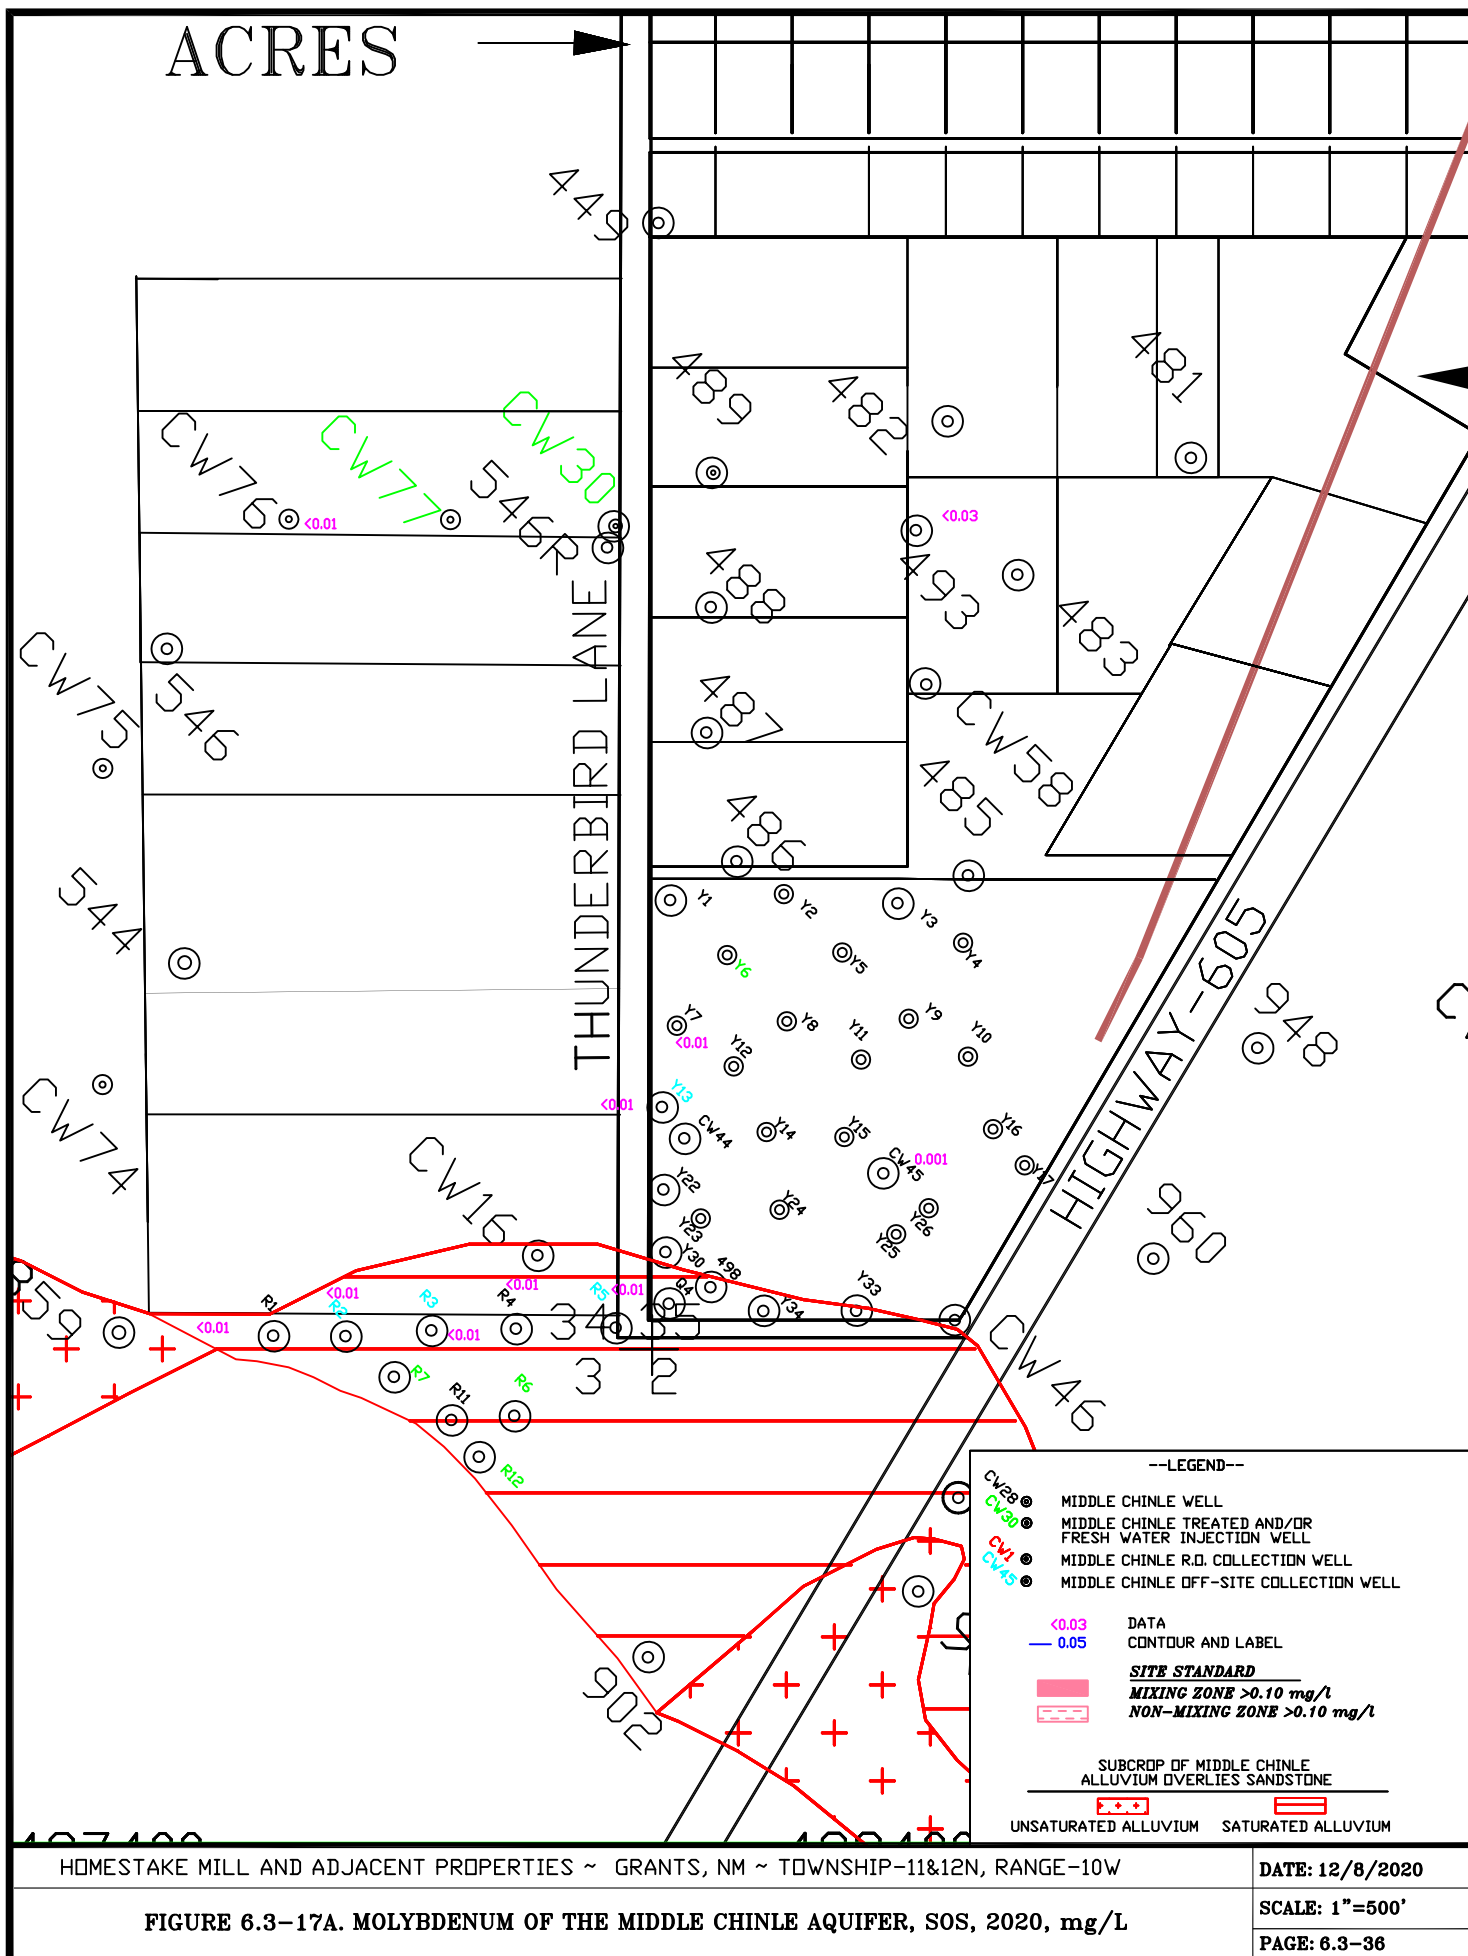 ACRES
449
489
482
481
CW76
CW77
CW30
546R
<0.01
<0.03
488
493
483
CW75
546
487
CW58
485
486
THUNDERBIRD LANE
544
Y1
Y2
Y3
Y4
Y5
Y6
HIGHWAY-605
948
Y7
<0.01
Y8
Y9
Y10
Y11
Y12
CW74
<0.01
Y13
CW44
Y14
Y15
Y16
Y17
CW45
0.001
CW16
Y22
Y23
Y24
Y25
Y26
960
Y30
498
Q4
Y33
Y34
859
<0.01
R1
<0.01
R2
R3
<0.01
<0.01
R4
R5
<0.01
34
35
3
2
CW46
R7
R11
R6
R12
902
--LEGEND--
CW28 MIDDLE CHINLE WELL
CW30 MIDDLE CHINLE TREATED AND/OR
FRESH WATER INJECTION WELL
CW1 MIDDLE CHINLE R.O. COLLECTION WELL
CW45 MIDDLE CHINLE OFF-SITE COLLECTION WELL
<0.03 DATA
0.05 CONTOUR AND LABEL
SITE STANDARD
MIXING ZONE >0.10 mg/l
NON-MIXING ZONE >0.10 mg/l
SUBCROP OF MIDDLE CHINLE
ALLUVIUM OVERLIES SANDSTONE
UNSATURATED ALLUVIUM SATURATED ALLUVIUM
HOMESTAKE MILL AND ADJACENT PROPERTIES ~ GRANTS, NM ~ TOWNSHIP-11&12N, RANGE-10W
DATE: 12/8/2020
FIGURE 6.3-17A. MOLYBDENUM OF THE MIDDLE CHINLE AQUIFER, SOS, 2020, mg/L
SCALE: 1"=500'
PAGE: 6.3-36